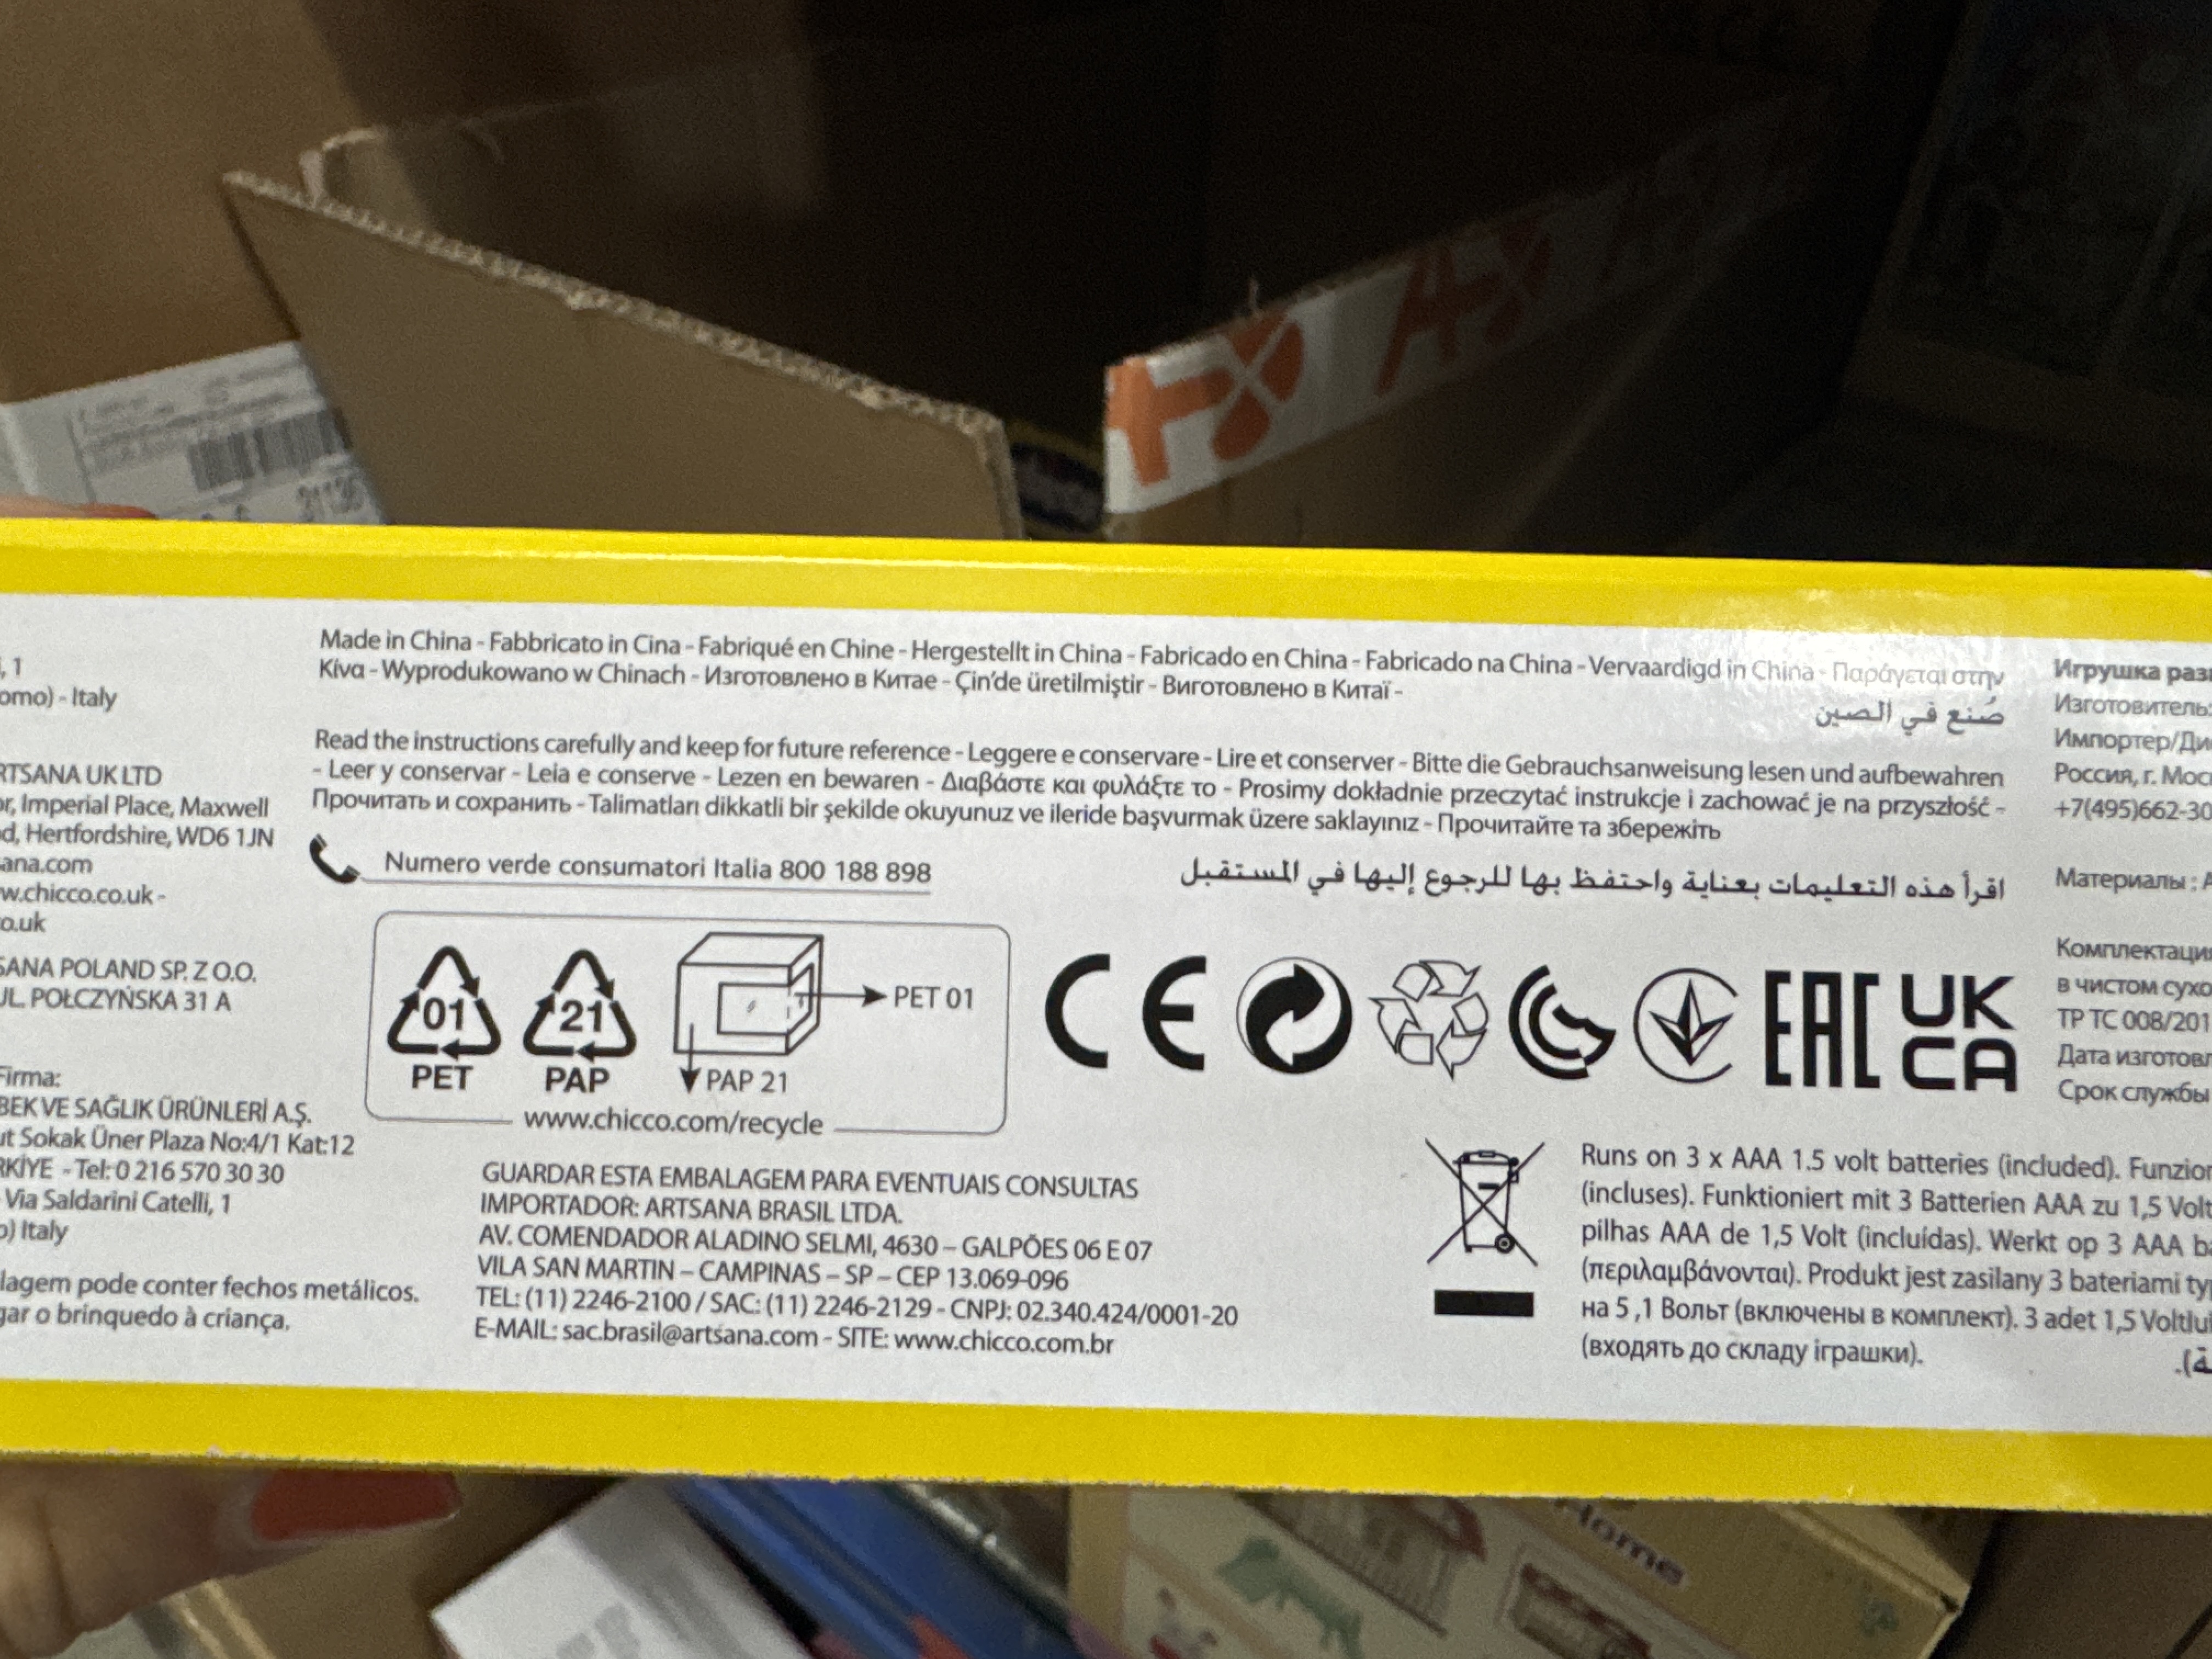 , 1
omo) - Italy
RTSANA UK LTD
or, Imperial Place, Maxwell
d, Hertfordshire, WD6 1JN
sana.com
w.chicco.co.uk -
o.uk
SANA POLAND SP. Z O.O.
UL. POŁCZYŃSKA 31 A
Firma:
BEK VE SAĞLIK ÜRÜNLERİ A.Ş.
ut Sokak Üner Plaza No:4/1 Kat:12
RKİYE - Tel: 0 216 570 30 30
Via Saldarini Catelli, 1
o) Italy
lagem pode conter fechos metálicos.
gar o brinquedo à criança.
Made in China - Fabbricato in Cina - Fabriqué en Chine - Hergestellt in China - Fabricado en China - Fabricado na China - Vervaardigd in China - Παράγεται στην
Κίνα - Wyprodukowano w Chinach - Изготовлено в Китае - Çin'de üretilmiştir - Виготовлено в Китаї -
صُنع في الصين
Read the instructions carefully and keep for future reference - Leggere e conservare - Lire et conserver - Bitte die Gebrauchsanweisung lesen und aufbewahren
- Leer y conservar - Leia e conserve - Lezen en bewaren - Διαβάστε και φυλάξτε το - Prosimy dokładnie przeczytać instrukcje i zachować je na przyszłość -
Прочитать и сохранить - Talimatları dikkatli bir şekilde okuyunuz ve ileride başvurmak üzere saklayınız - Прочитайте та збережіть
Numero verde consumatori Italia 800 188 898
اقرأ هذه التعليمات بعناية واحتفظ بها للرجوع إليها في المستقبل
01
PET
21
PAP
PET 01
PAP 21
www.chicco.com/recycle
CE
EAC
UK
CA
GUARDAR ESTA EMBALAGEM PARA EVENTUAIS CONSULTAS
IMPORTADOR: ARTSANA BRASIL LTDA.
AV. COMENDADOR ALADINO SELMI, 4630 – GALPÕES 06 E 07
VILA SAN MARTIN – CAMPINAS – SP – CEP 13.069-096
TEL: (11) 2246-2100 / SAC: (11) 2246-2129 - CNPJ: 02.340.424/0001-20
E-MAIL: sac.brasil@artsana.com - SITE: www.chicco.com.br
Runs on 3 x AAA 1.5 volt batteries (included). Funzion
(incluses). Funktioniert mit 3 Batterien AAA zu 1,5 Volt
pilhas AAA de 1,5 Volt (incluídas). Werkt op 3 AAA ba
(περιλαμβάνονται). Produkt jest zasilany 3 bateriami ty
на 5 ,1 Вольт (включены в комплект). 3 adet 1,5 Voltlu
(входять до складу іграшки).
Игрушка раз
Изготовитель:
Импортер/Ди
Россия, г. Мос
+7(495)662-30
Материалы : A
Комплектация
в чистом сухо
ТР ТС 008/201
Дата изготовл
Срок службы
Home